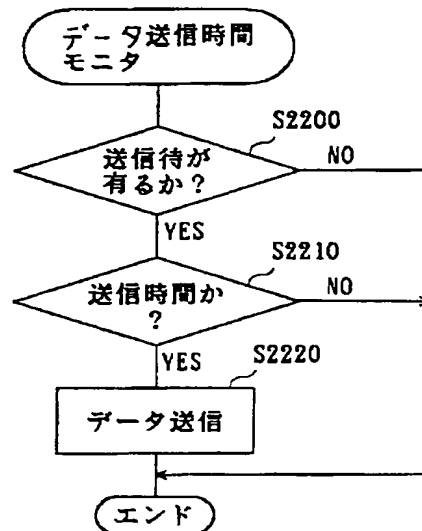 データ送信時間
モニタ
S2200
送信待が
有るか?
NO
YES
S2210
送信時間か
?
NO
YES
S2220
データ送信
エンド